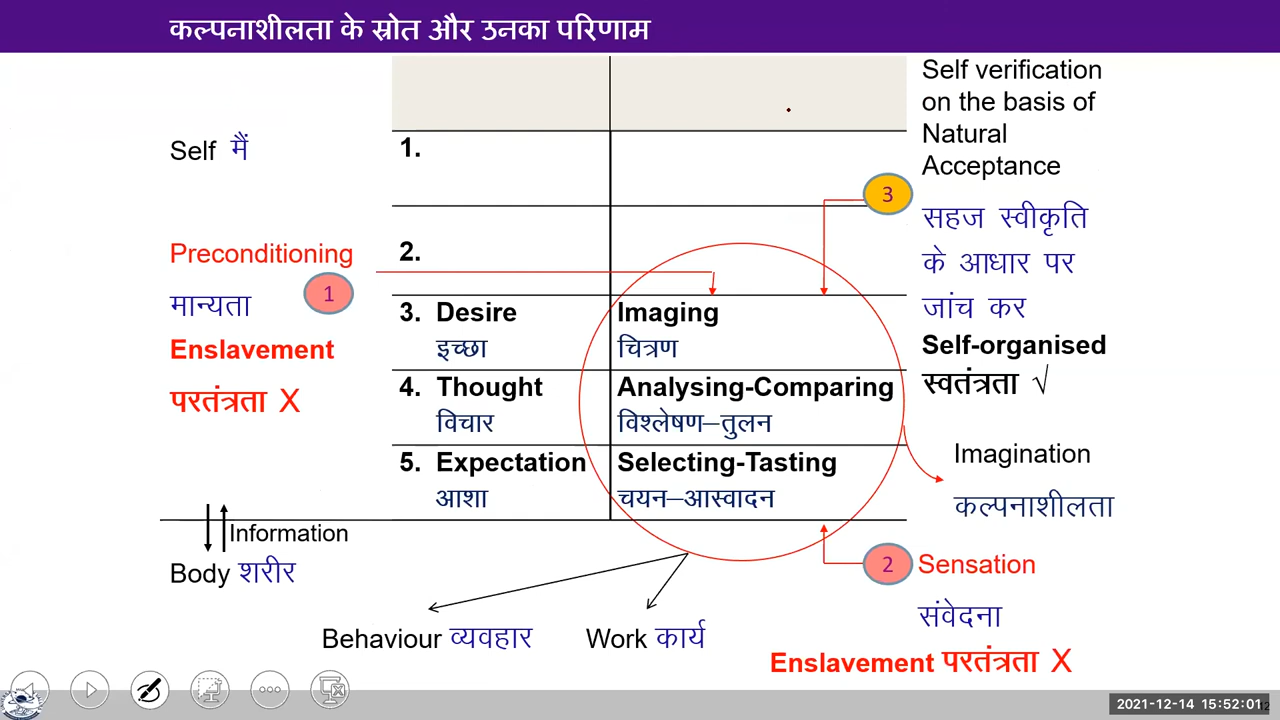 कल्पनाशीलता के स्रोत और उनका परिणाम
Self verification
on the basis of
Natural
Acceptance
Self मैं
1.
3
सहज स्वीकृति
के आधार पर
जांच कर
Preconditioning
2.
मान्यता
1
3. Desire
Imaging
इच्छा
चित्रण
Enslavement
Self-organised
स्वतंत्रता √
परतंत्रता X
4. Thought
Analysing-Comparing
विचार
विश्लेषण–तुलन
5. Expectation
Selecting-Tasting
आशा
चयन–आस्वादन
Imagination
कल्पनाशीलता
Information
Body शरीर
2
Sensation
संवेदना
Behaviour व्यवहार
Work कार्य
Enslavement परतंत्रता X
2021-12-14 15:52:01
12